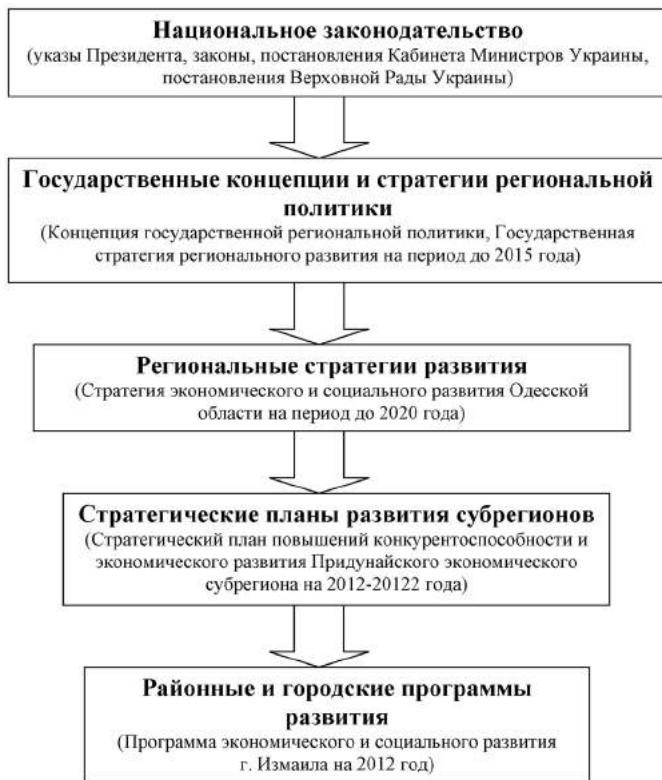 Национальное законодательство
(указы Президента, законы, постановления Кабинета Министров Украины,
постановления Верховной Рады Украины)
Государственные концепции и стратегии региональной
политики
(Концепция государственной региональной политики, Государственная
стратегия регионального развития на период до 2015 года)
Региональные стратегии развития
(Стратегия экономического и социального развития Одесской
области на период до 2020 года)
Стратегические планы развития субрегионов
(Стратегический план повышений конкурентоспособности и
экономического развития Придунайского экономического
субрегиона на 2012-20122 года)
Районные и городские программы
развития
(Программа экономического и социального развития
г. Измаила на 2012 год)